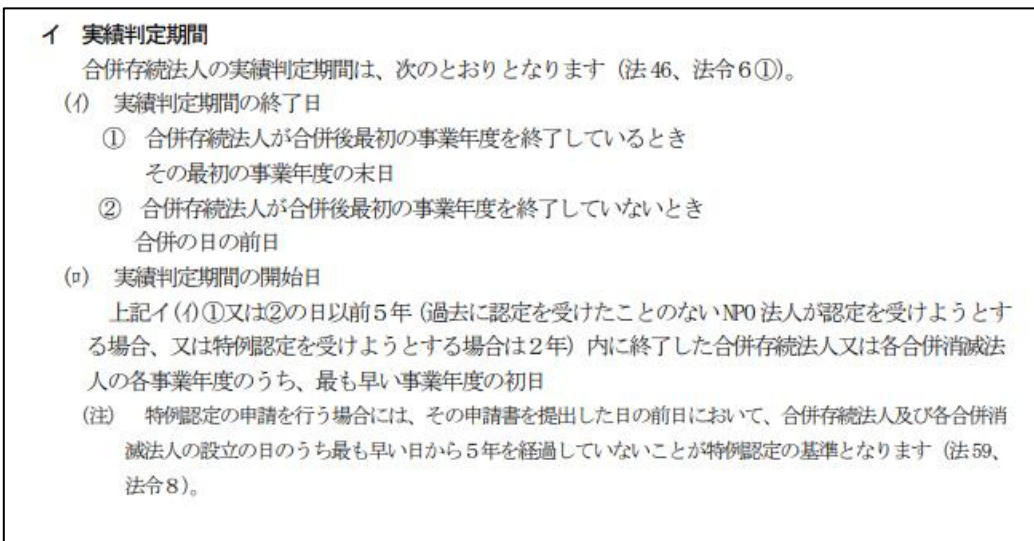 イ 実績判定期間
合併存続法人の実績判定期間は、次のとおりとなります（法46、法令6①）。
(ｲ) 実績判定期間の終了日
① 合併存続法人が合併後最初の事業年度を終了しているとき
その最初の事業年度の末日
② 合併存続法人が合併後最初の事業年度を終了していないとき
合併の日の前日
(ﾛ) 実績判定期間の開始日
上記イ(ｲ)①又は②の日以前５年（過去に認定を受けたことのないNPO法人が認定を受けようとす
る場合、又は特例認定を受けようとする場合は２年）内に終了した合併存続法人又は各合併消滅法
人の各事業年度のうち、最も早い事業年度の初日
(注) 特例認定の申請を行う場合には、その申請書を提出した日の前日において、合併存続法人及び各合併消
滅法人の設立の日のうち最も早い日から５年を経過していないことが特例認定の基準となります（法59、
法令８）。